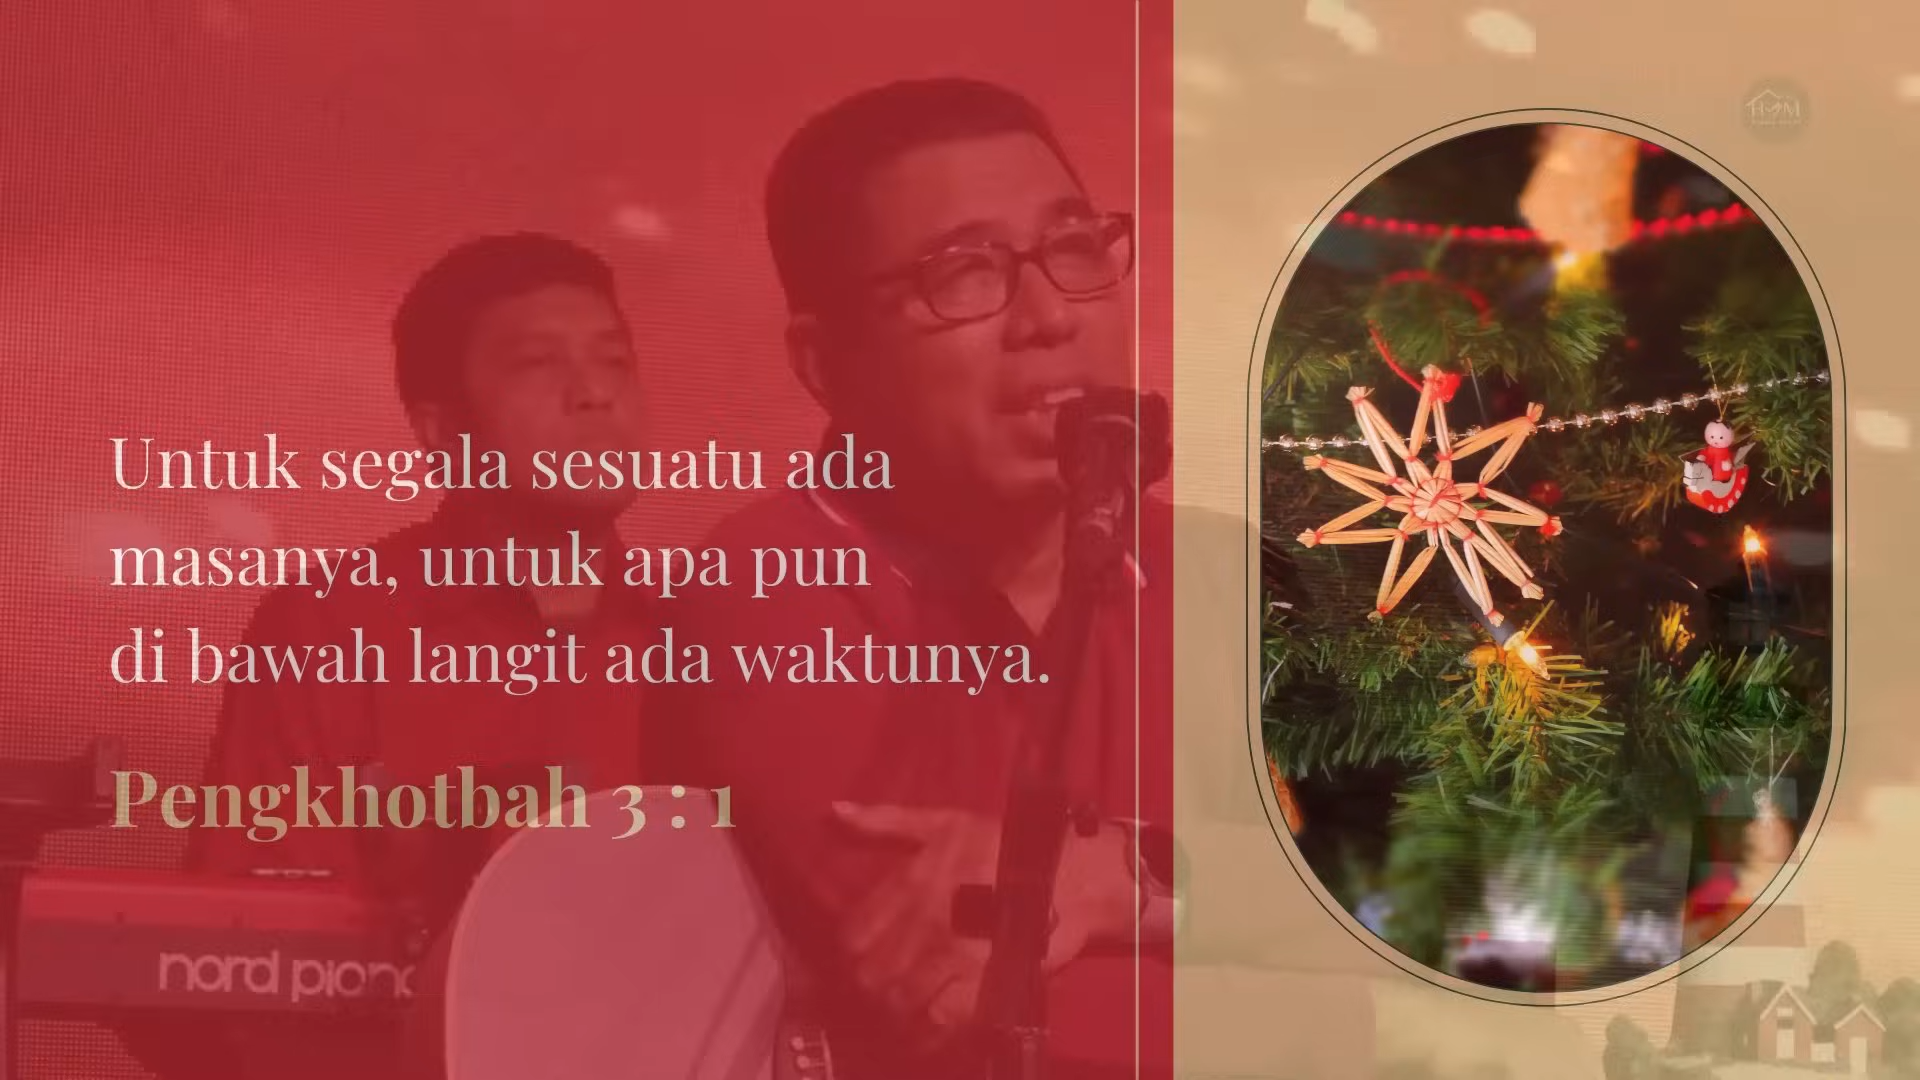 Untuk segala sesuatu ada
masanya, untuk apa pun
di bawah langit ada waktunya.
Pengkhotbah 3 : 1
nord piano